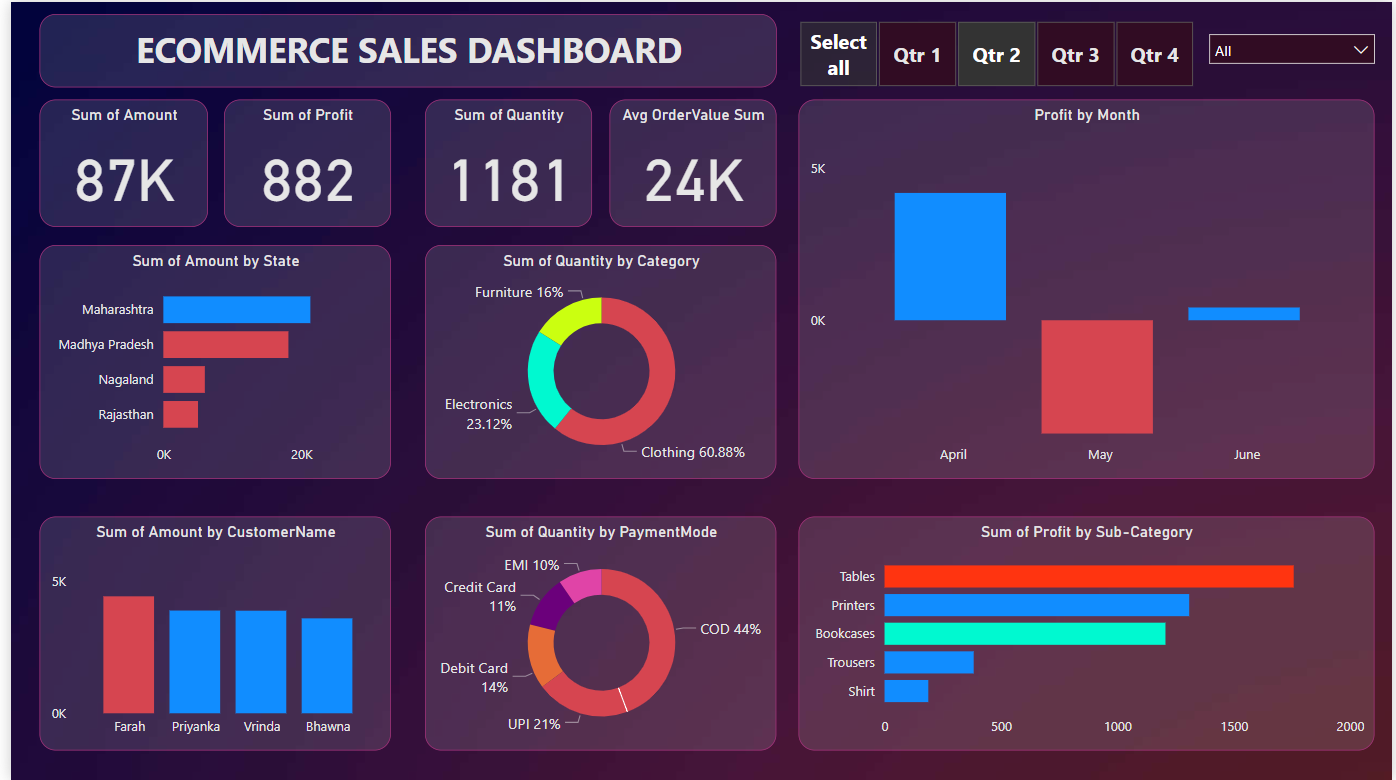 ECOMMERCE SALES DASHBOARD
Select
all
Qtr 1
Qtr 2
Qtr 3
Qtr 4
All
Sum of Amount
87K
Sum of Profit
882
Sum of Quantity
1181
Avg OrderValue Sum
24K
Profit by Month
5K
0K
April
May
June
Sum of Amount by State
Maharashtra
Madhya Pradesh
Nagaland
Rajasthan
0K
20K
Sum of Quantity by Category
Furniture 16%
Electronics
23.12%
Clothing 60.88%
Sum of Amount by CustomerName
5K
0K
Farah
Priyanka
Vrinda
Bhawna
Sum of Quantity by PaymentMode
EMI 10%
Credit Card
11%
COD 44%
Debit Card
14%
UPI 21%
Sum of Profit by Sub-Category
Tables
Printers
Bookcases
Trousers
Shirt
0
500
1000
1500
2000